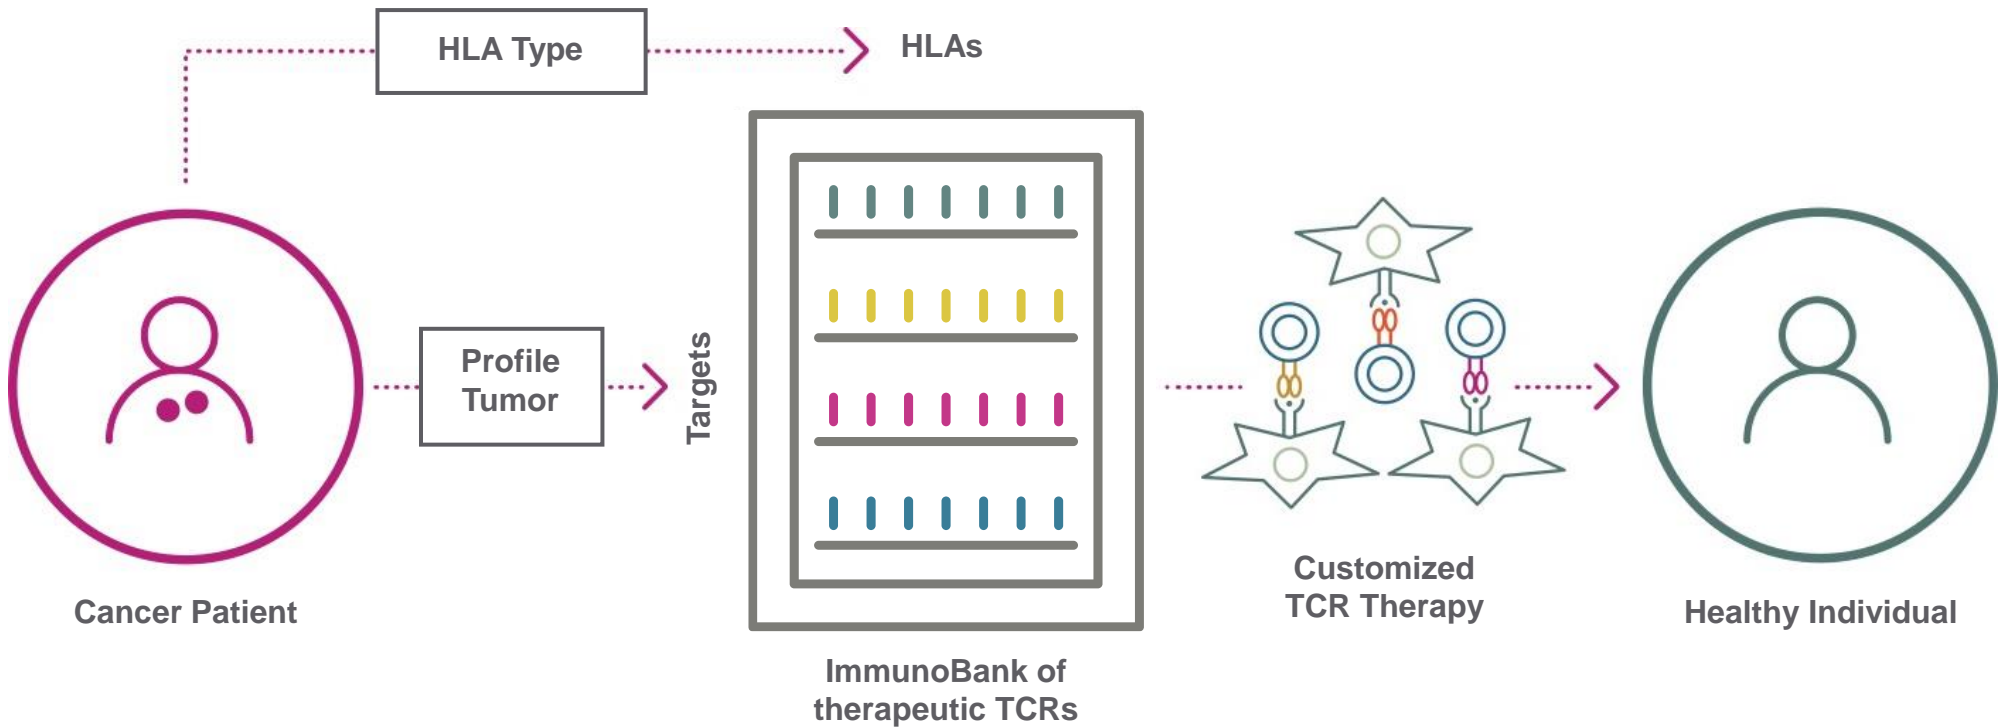 HLA Type
HLAs
Profile
Tumor
Targets
Cancer Patient
ImmunoBank of
therapeutic TCRs
Customized
TCR Therapy
Healthy Individual